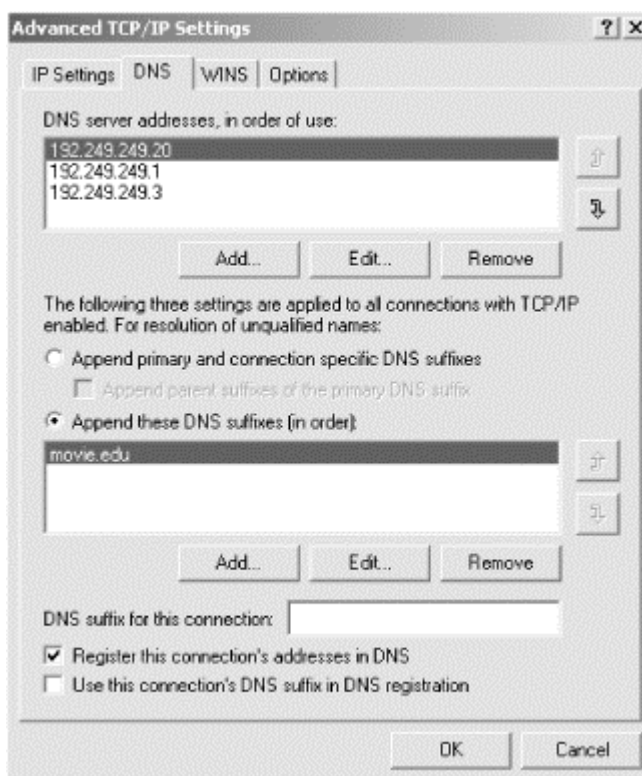 Advanced TCP/IP Settings
IP Settings DNS WINS Options
DNS server addresses, in order of use:
192.249.249.20
192.249.249.1
192.249.249.3
Add... Edit... Remove
The following three settings are applied to all connections with TCP/IP
enabled. For resolution of unqualified names:
Append primary and connection specific DNS suffixes
Append parent suffixes of the primary DNS suffix
Append these DNS suffixes (in order):
movie.edu
Add... Edit... Remove
DNS suffix for this connection:
Register this connection's addresses in DNS
Use this connection's DNS suffix in DNS registration
OK Cancel